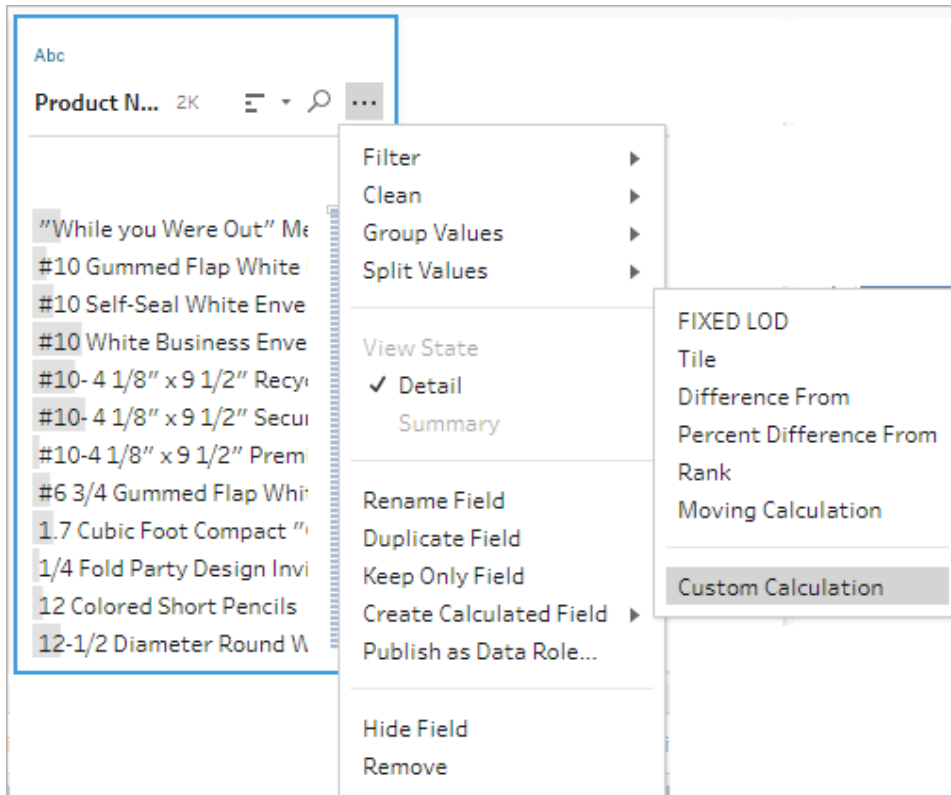 Abc
Product N... 2K
"While you Were Out" Me
#10 Gummed Flap White
#10 Self-Seal White Enve
#10 White Business Enve
#10- 4 1/8" x 9 1/2" Recy
#10- 4 1/8" x 9 1/2" Secur
#10-4 1/8" x 9 1/2" Premi
#6 3/4 Gummed Flap Whit
1.7 Cubic Foot Compact "
1/4 Fold Party Design Invi
12 Colored Short Pencils
12-1/2 Diameter Round W
Filter
Clean
Group Values
Split Values
View State
✓ Detail
Summary
Rename Field
Duplicate Field
Keep Only Field
Create Calculated Field
Publish as Data Role...
Hide Field
Remove
FIXED LOD
Tile
Difference From
Percent Difference From
Rank
Moving Calculation
Custom Calculation